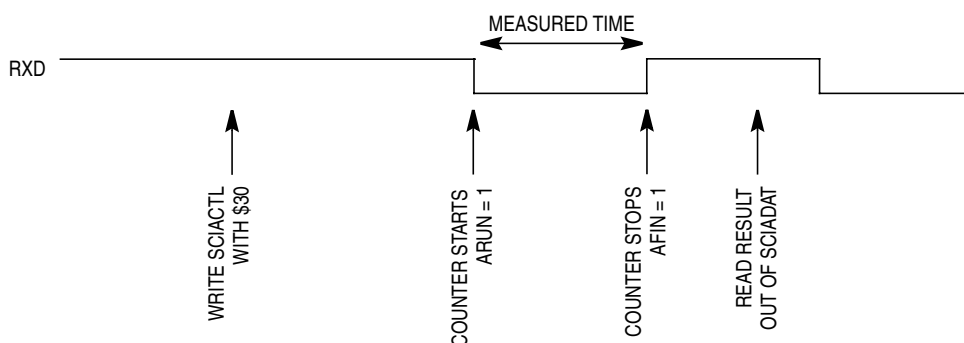 MEASURED TIME
RXD
WRITE SCIACTL
WITH $30
COUNTER STARTS
ARUN = 1
COUNTER STOPS
AFIN = 1
READ RESULT
OUT OF SCIADAT